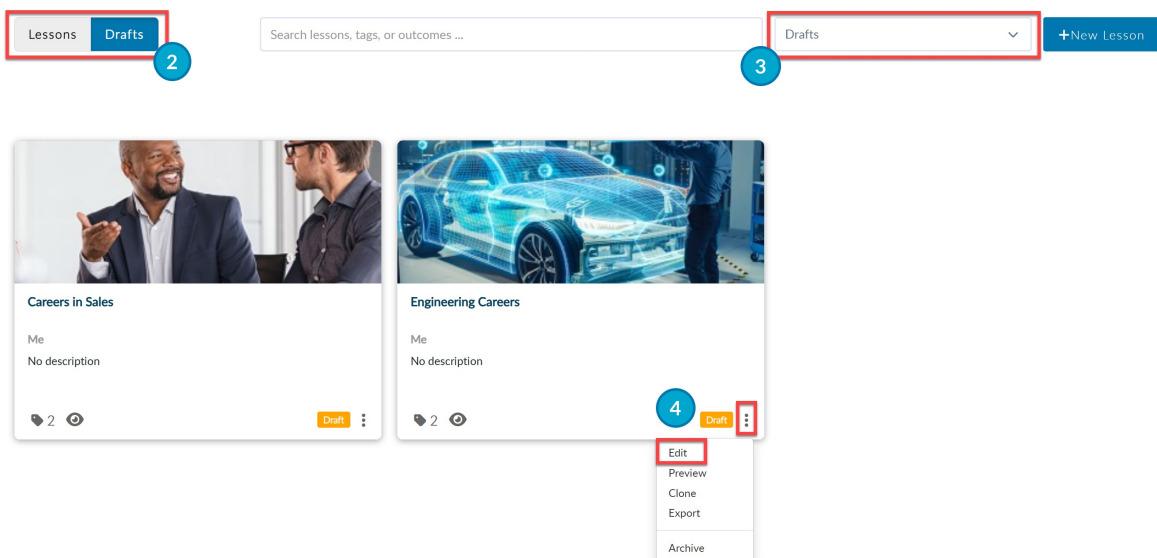 Lessons Drafts Search lessons, tags, or outcomes ... Drafts +New Lesson
2 3
Careers in Sales Engineering Careers
Me Me
No description No description
2 Draft 2 4 Draft
Edit
Preview
Clone
Export
Archive